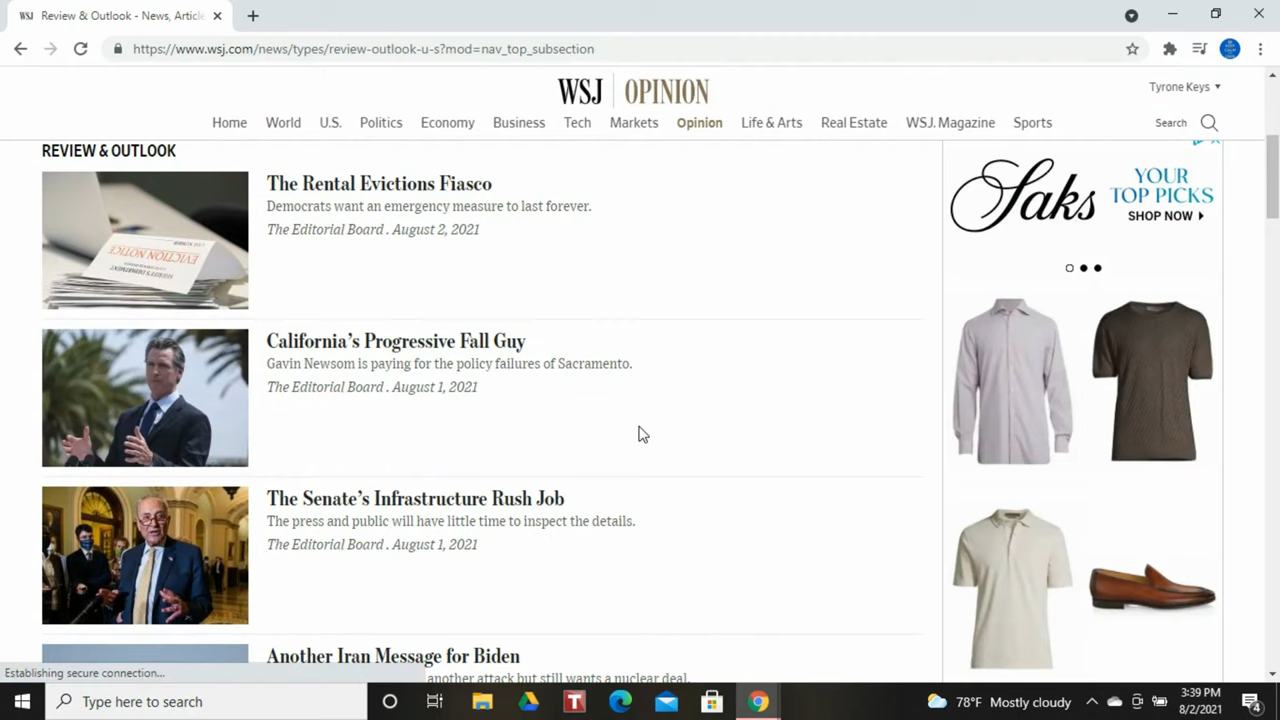 WSJ Review & Outlook - News, Article
https://www.wsj.com/news/types/review-outlook-u-s?mod=nav_top_subsection
WSJ OPINION
Tyrone Keys
Home World U.S. Politics Economy Business Tech Markets Opinion Life & Arts Real Estate WSJ. Magazine Sports
Search
REVIEW & OUTLOOK
The Rental Evictions Fiasco
Democrats want an emergency measure to last forever.
The Editorial Board . August 2, 2021
EVICTION NOTICE
California's Progressive Fall Guy
Gavin Newsom is paying for the policy failures of Sacramento.
The Editorial Board . August 1, 2021
The Senate's Infrastructure Rush Job
The press and public will have little time to inspect the details.
The Editorial Board . August 1, 2021
Another Iran Message for Biden
another attack but still wants a nuclear deal.
Saks
YOUR
TOP PICKS
SHOP NOW
Establishing secure connection...
Type here to search
T
78°F Mostly cloudy
3:39 PM
8/2/2021
4